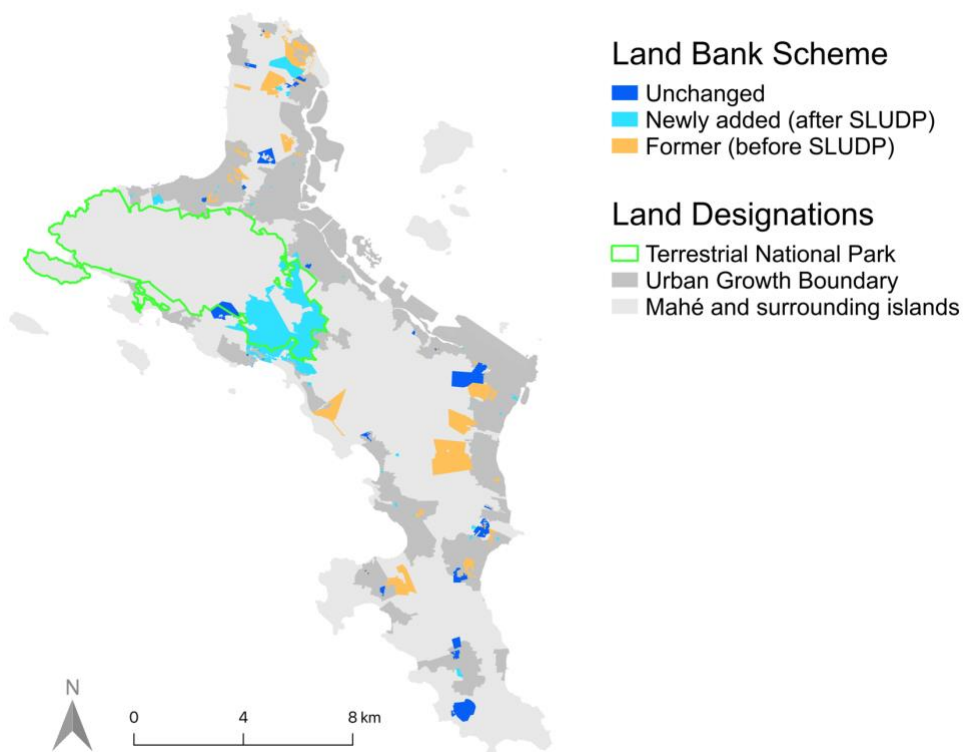 Land Bank Scheme
Unchanged
Newly added (after SLUDP)
Former (before SLUDP)
Land Designations
Terrestrial National Park
Urban Growth Boundary
Mahé and surrounding islands
N
0 4 8 km